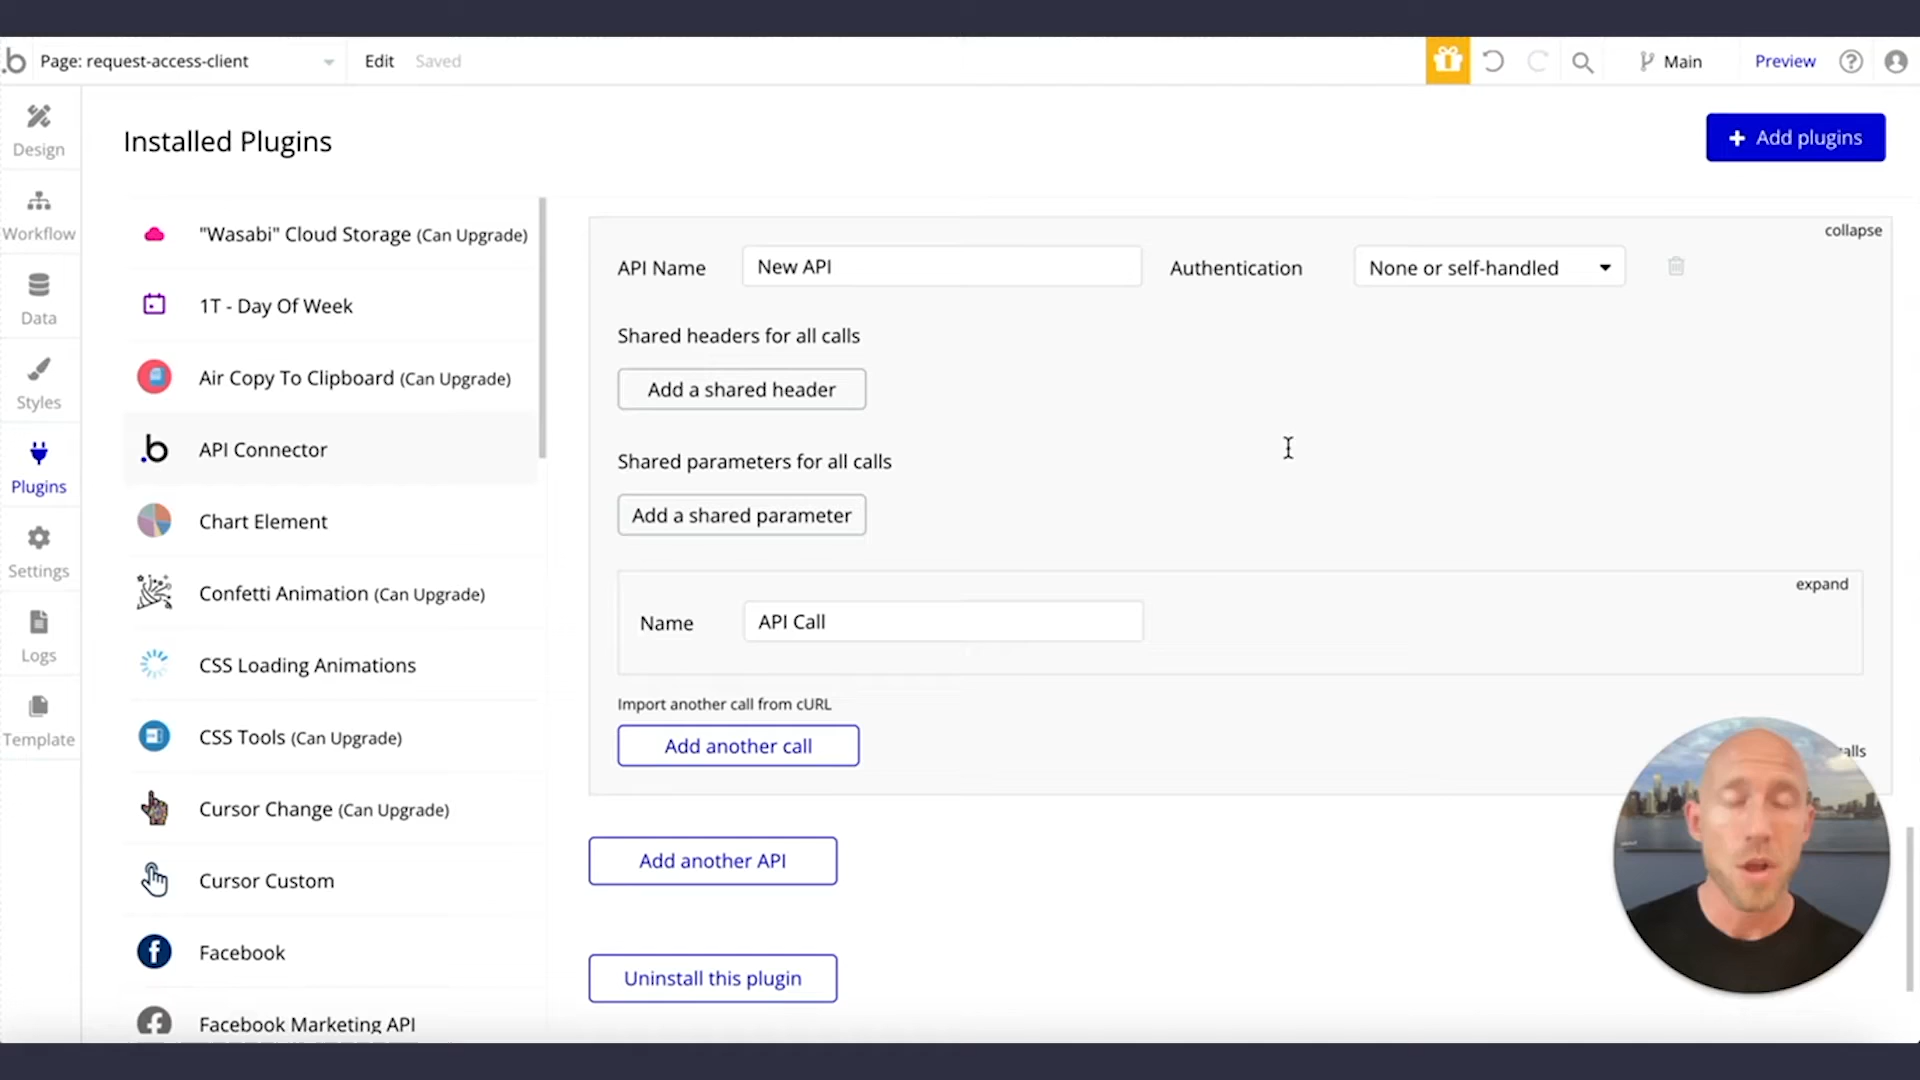 .b
Page: request-access-client
Edit
Saved
Main
Preview
?
Design
Workflow
Data
Styles
Plugins
Settings
Logs
Template
Installed Plugins
+ Add plugins
"Wasabi" Cloud Storage (Can Upgrade)
1T - Day Of Week
Air Copy To Clipboard (Can Upgrade)
.b API Connector
Chart Element
Confetti Animation (Can Upgrade)
CSS Loading Animations
CSS Tools (Can Upgrade)
Cursor Change (Can Upgrade)
Cursor Custom
Facebook
Facebook Marketing API
collapse
API Name
New API
Authentication
None or self-handled
Shared headers for all calls
Add a shared header
Shared parameters for all calls
Add a shared parameter
expand
Name
API Call
Import another call from cURL
Add another call
Add another API
Uninstall this plugin